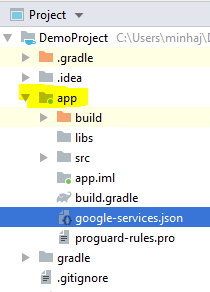 Project
DemoProject C:\Users\minhaj\
.gradle
.idea
app
build
libs
src
app.iml
build.gradle
google-services.json
proguard-rules.pro
gradle
.gitignore